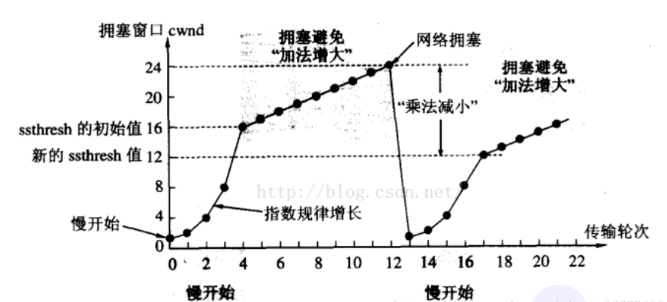 拥塞窗口 cwnd
拥塞避免
“加法增大”
网络拥塞
拥塞避免
“加法增大”
“乘法减小”
24
20
ssthresh 的初始值 16
新的 ssthresh 值 12
8
4
0
慢开始
指数规律增长
http://blog.csdn.net/
传输轮次
0 2 4 6 8 10 12 14 16 18 20 22
慢开始
慢开始